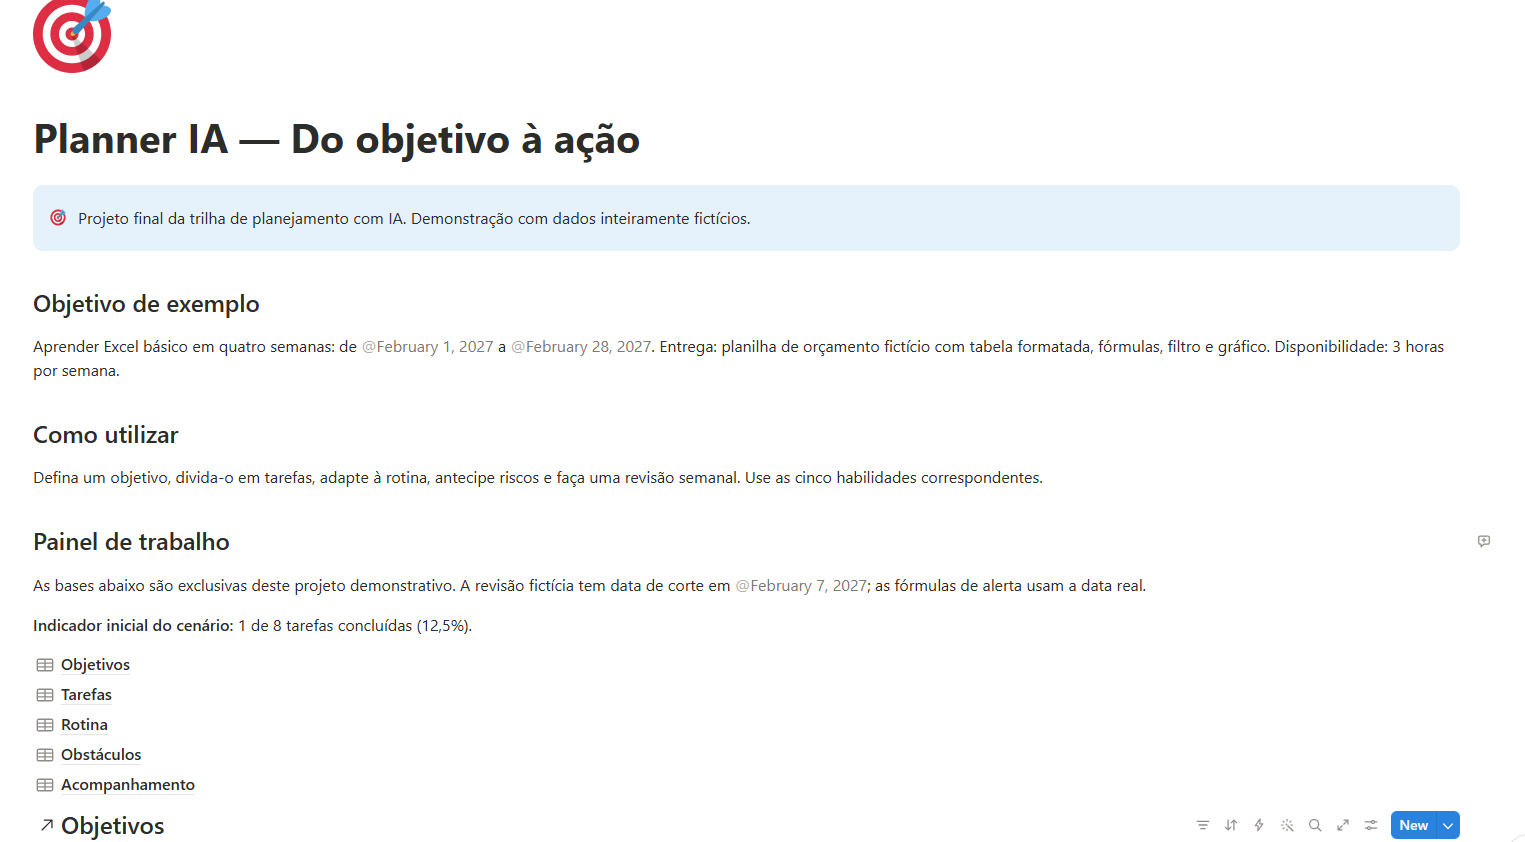 Planner IA — Do objetivo à ação
Projeto final da trilha de planejamento com IA. Demonstração com dados inteiramente fictícios.
Objetivo de exemplo
Aprender Excel básico em quatro semanas: de @February 1, 2027 a @February 28, 2027. Entrega: planilha de orçamento fictício com tabela formatada, fórmulas, filtro e gráfico. Disponibilidade: 3 horas
por semana.
Como utilizar
Defina um objetivo, divida-o em tarefas, adapte à rotina, antecipe riscos e faça uma revisão semanal. Use as cinco habilidades correspondentes.
Painel de trabalho
As bases abaixo são exclusivas deste projeto demonstrativo. A revisão fictícia tem data de corte em @February 7, 2027; as fórmulas de alerta usam a data real.
Indicador inicial do cenário: 1 de 8 tarefas concluídas (12,5%).
Objetivos
Tarefas
Rotina
Obstáculos
Acompanhamento
Objetivos
New